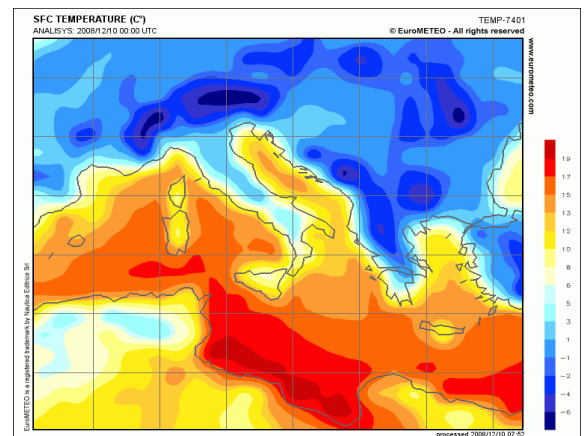 SFC TEMPERATURE (C°)
TEMP-7401
ANALISYS: 2008/12/10 00:00 UTC
© EuroMETEO - All rights reserved
www.eurometeo.com
EuroMETEO is a registered trademark by Nautica Editrice Srl
19
17
15
13
12
10
8
6
5
3
1
−1
−2
−4
−6
processed 2008/12/10 07:52